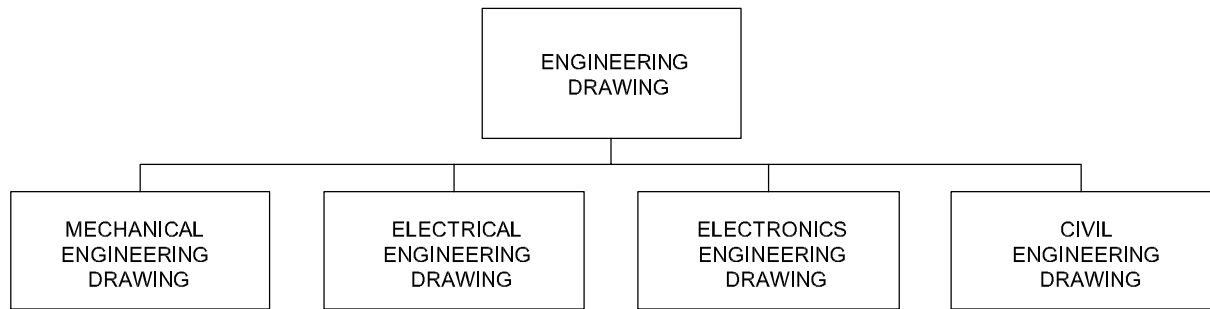 ENGINEERING
DRAWING
MECHANICAL
ENGINEERING
DRAWING
ELECTRICAL
ENGINEERING
DRAWING
ELECTRONICS
ENGINEERING
DRAWING
CIVIL
ENGINEERING
DRAWING